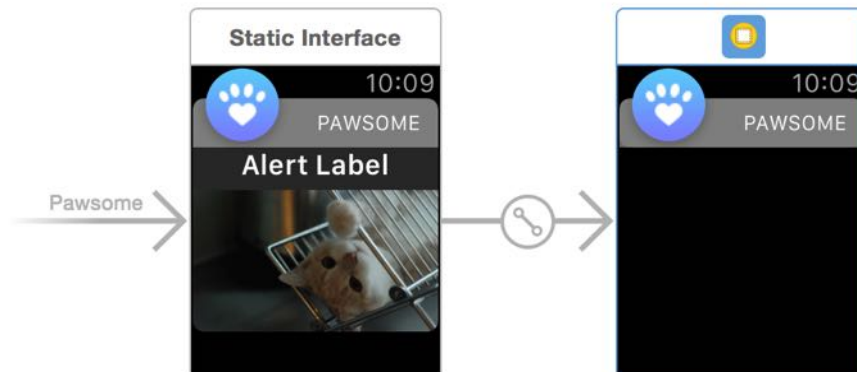 Static Interface
10:09
PAWSOME
Alert Label
Pawsome
10:09
PAWSOME